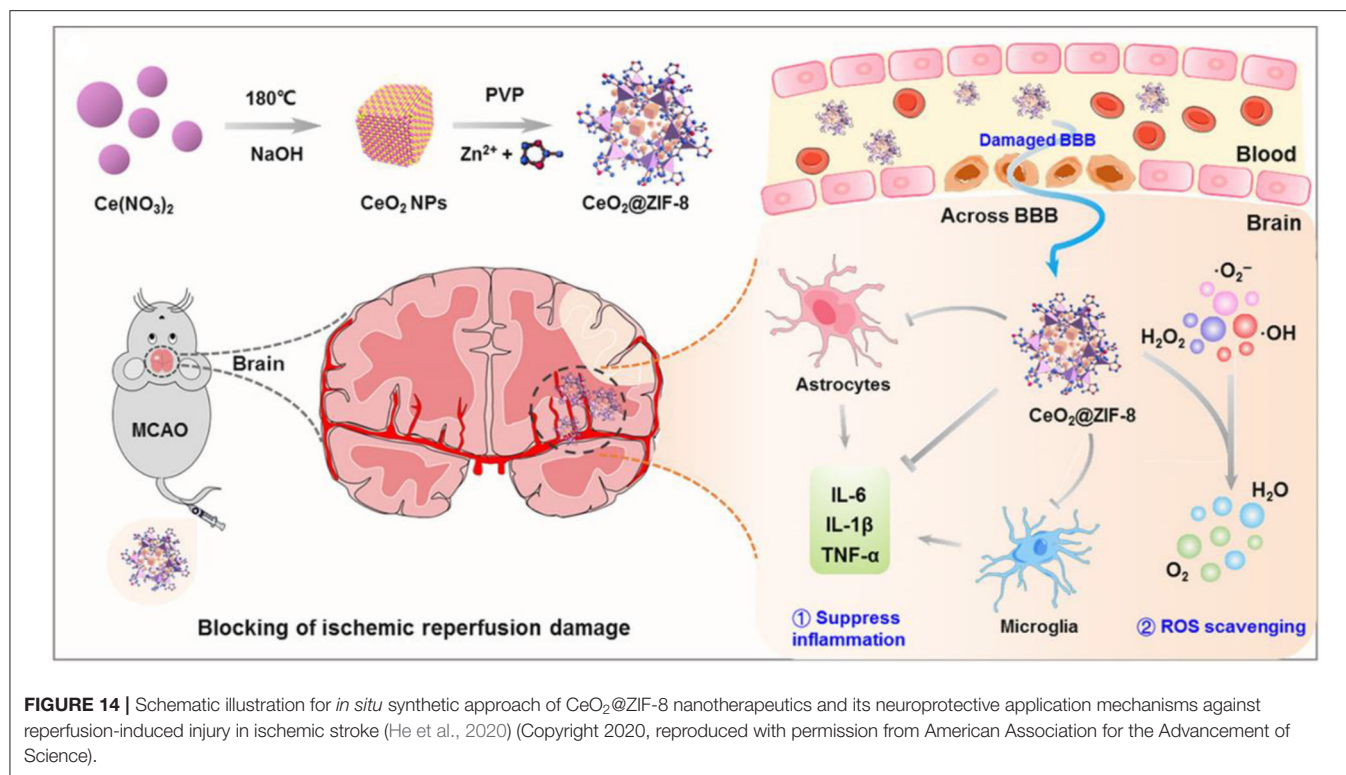 180℃
NaOH
PVP
Zn²⁺ +
Ce(NO₃)₂
CeO₂ NPs
CeO₂@ZIF-8
Damaged BBB
Blood
Across BBB
Brain
MCAO
Brain
Astrocytes
CeO₂@ZIF-8
·O₂⁻
H₂O₂
·OH
IL-6
IL-1β
TNF-α
H₂O
O₂
Microglia
① Suppress
inflammation
② ROS scavenging
Blocking of ischemic reperfusion damage
FIGURE 14 | Schematic illustration for in situ synthetic approach of CeO₂@ZIF-8 nanotherapeutics and its neuroprotective application mechanisms against
reperfusion-induced injury in ischemic stroke (He et al., 2020) (Copyright 2020, reproduced with permission from American Association for the Advancement of
Science).